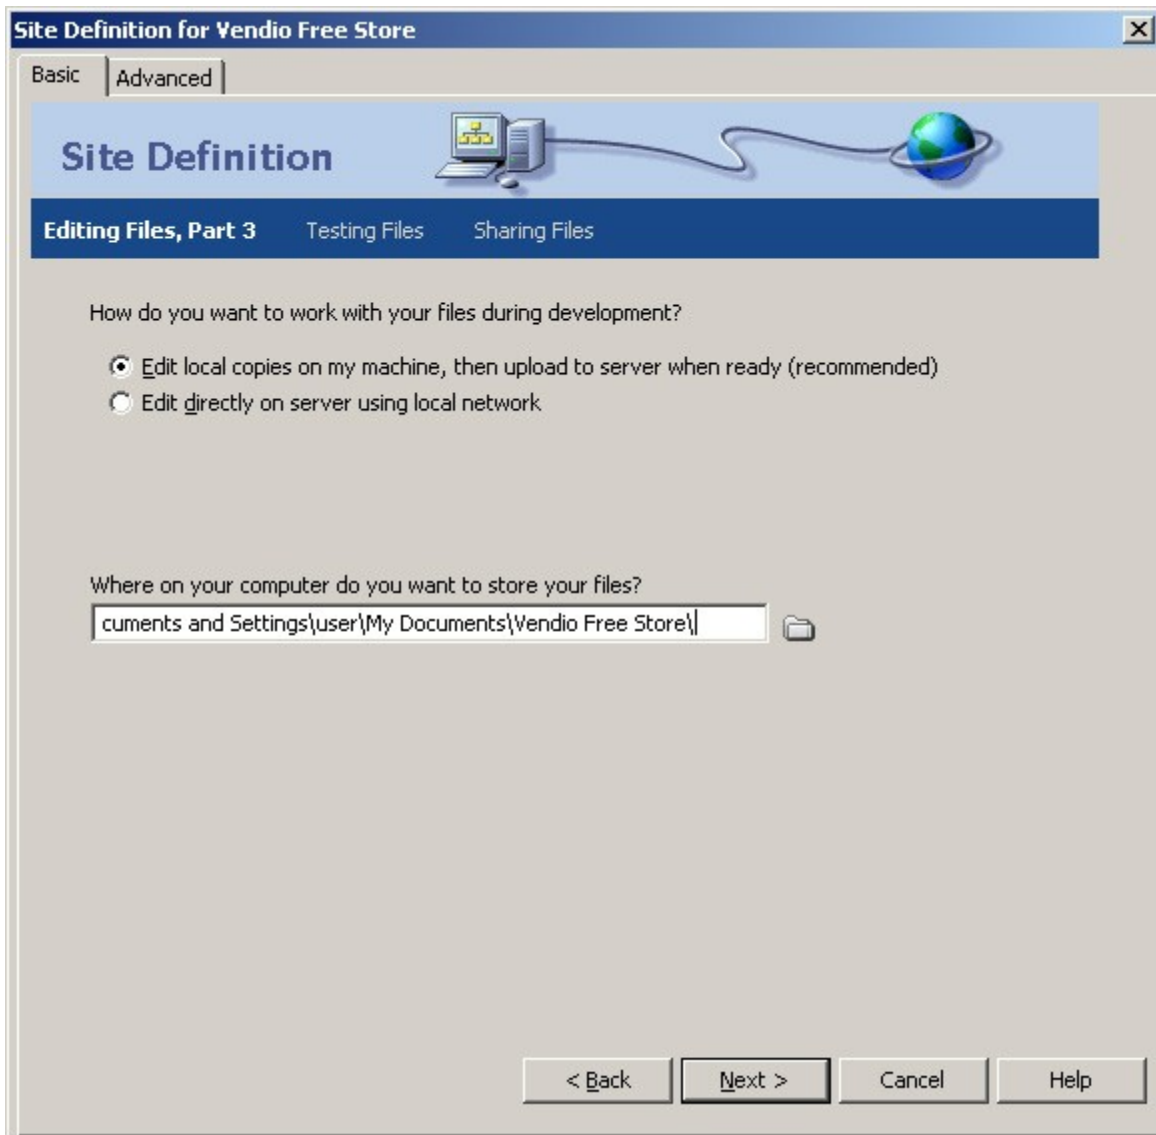 Site Definition for Vendio Free Store
Basic
Advanced
Site Definition
Editing Files, Part 3 Testing Files Sharing Files
How do you want to work with your files during development?
Edit local copies on my machine, then upload to server when ready (recommended)
Edit directly on server using local network
Where on your computer do you want to store your files?
cuments and Settings\user\My Documents\Vendio Free Store\
< Back Next > Cancel Help